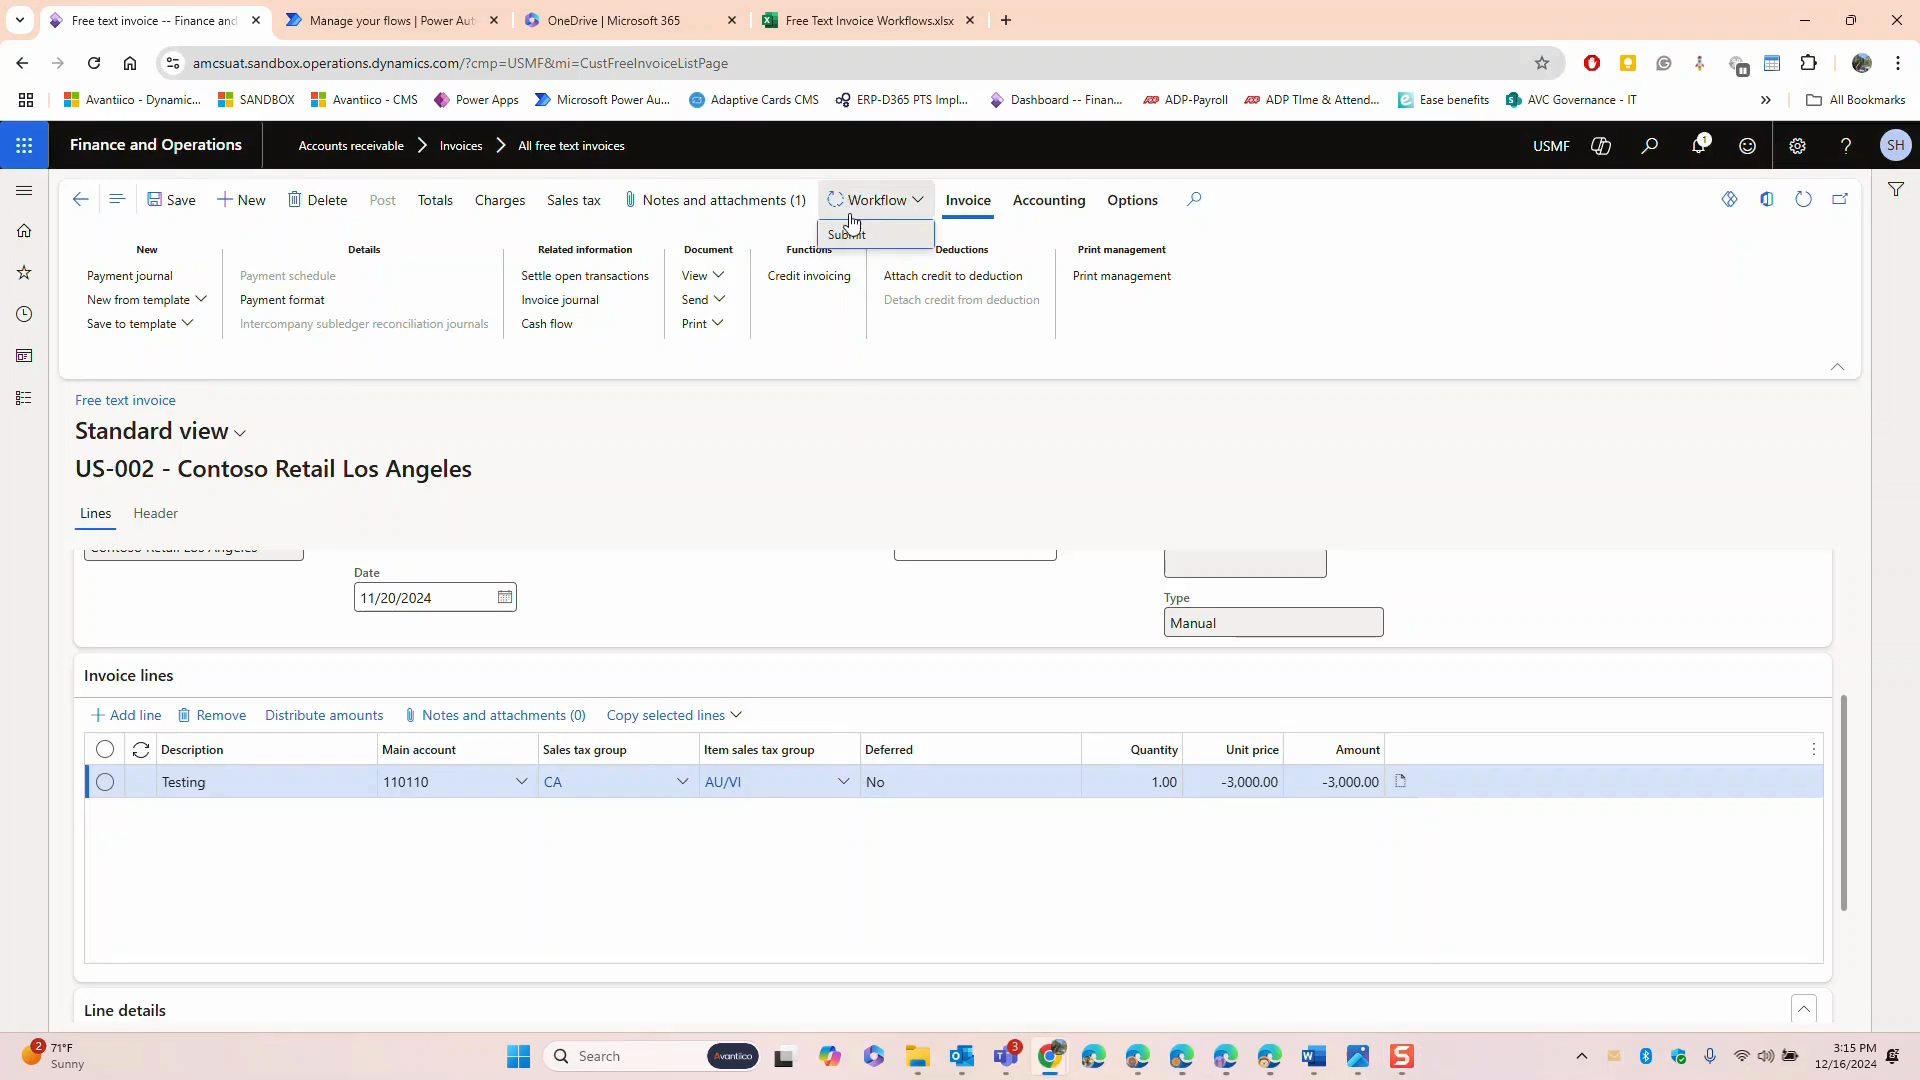 Free text invoice -- Finance and
Manage your flows | Power Aut
OneDrive | Microsoft 365
Free Text Invoice Workflows.xlsx
amcsuat.sandbox.operations.dynamics.com/?cmp=USMF&mi=CustFreeInvoiceListPage
Avantiico - Dynamic...
SANDBOX
Avantiico - CMS
Power Apps
Microsoft Power Au...
Adaptive Cards CMS
ERP-D365 PTS Impl...
Dashboard -- Finan...
ADP-Payroll
ADP TIme & Attend...
Ease benefits
AVC Governance - IT
All Bookmarks
Finance and Operations
Accounts receivable
Invoices
All free text invoices
USMF
1
SH
Save
New
Delete
Post
Totals
Charges
Sales tax
Notes and attachments (1)
Workflow
Invoice
Accounting
Options
Submit
New
Payment journal
New from template
Save to template
Details
Payment schedule
Payment format
Intercompany subledger reconciliation journals
Related information
Settle open transactions
Invoice journal
Cash flow
Document
View
Send
Print
Functions
Credit invoicing
Deductions
Attach credit to deduction
Detach credit from deduction
Print management
Print management
Free text invoice
Standard view
US-002 - Contoso Retail Los Angeles
Lines
Header
Contoso Retail Los Angeles
Date
11/20/2024
Type
Manual
Invoice lines
Add line
Remove
Distribute amounts
Notes and attachments (0)
Copy selected lines
Description Main account Sales tax group Item sales tax group Deferred Quantity Unit price Amount
Testing 110110 CA AU/VI No 1.00 -3,000.00 -3,000.00
Line details
2
71°F
Sunny
Search
Avantiico
3
S
3:15 PM
12/16/2024